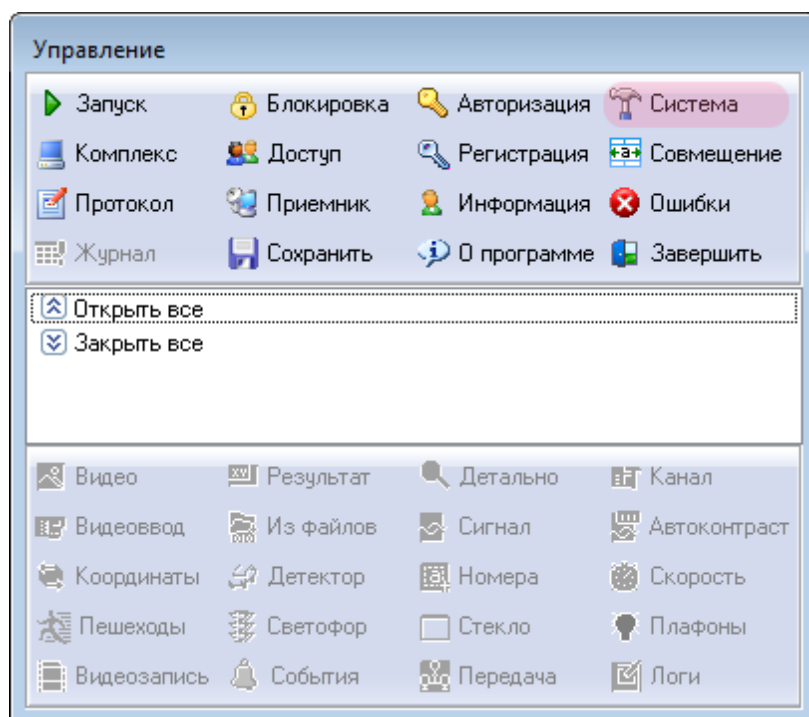 Управление
Запуск Блокировка Авторизация Система
Комплекс Доступ Регистрация Совмещение
Протокол Приемник Информация Ошибки
Журнал Сохранить О программе Завершить
Открыть все
Закрыть все
Видео Результат Детально Канал
Видеоввод Из файлов Сигнал Автоконтраст
Координаты Детектор Номера Скорость
Пешеходы Светофор Стекло Плафоны
Видеозапись События Передача Логи